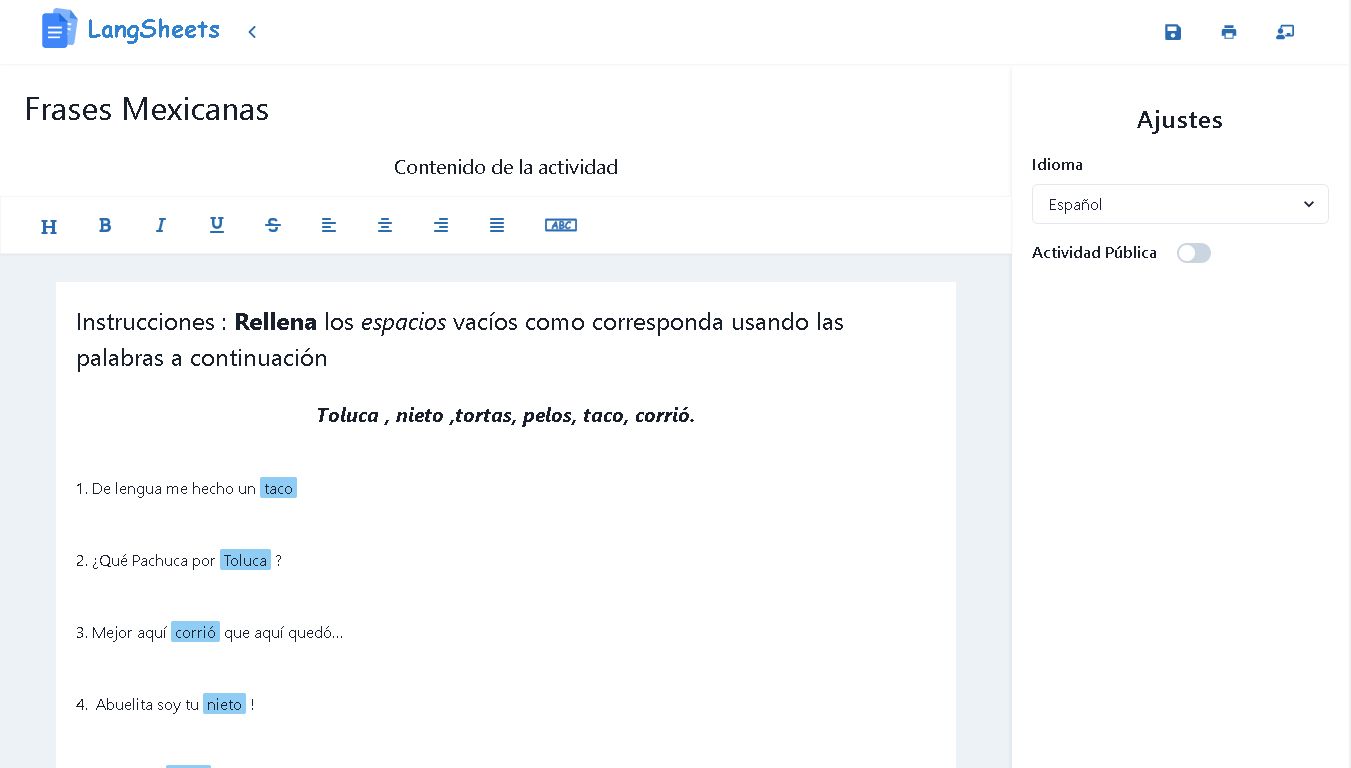 LangSheets
Frases Mexicanas
Contenido de la actividad
H B I U S ABC
Instrucciones : Rellena los espacios vacíos como corresponda usando las
palabras a continuación
Toluca , nieto ,tortas, pelos, taco, corrió.
1. De lengua me hecho un taco
2. ¿Qué Pachuca por Toluca ?
3. Mejor aquí corrió que aquí quedó...
4. Abuelita soy tu nieto !
Ajustes
Idioma
Español
Actividad Pública